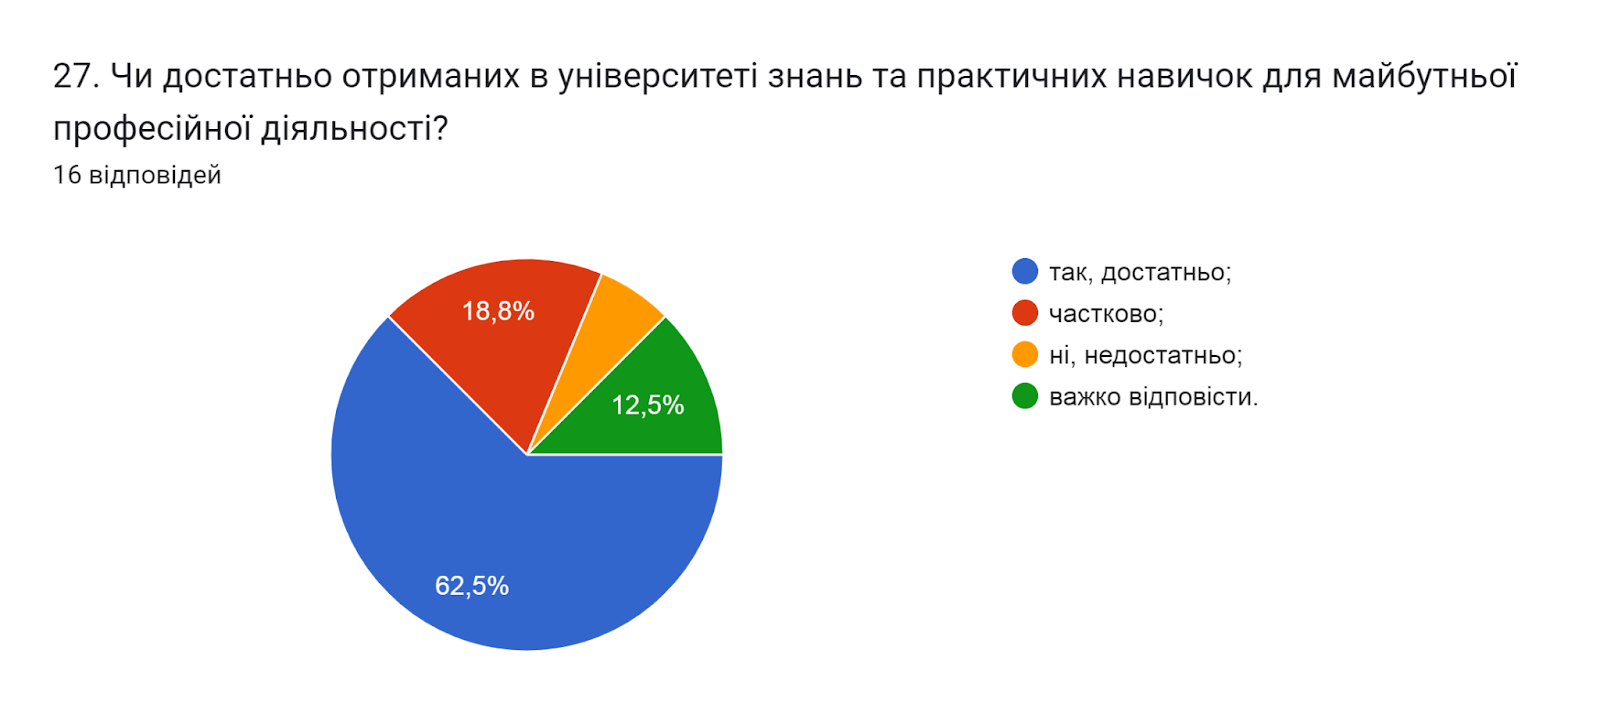 27. Чи достатньо отриманих в університеті знань та практичних навичок для майбутньої
професійної діяльності?
16 відповідей
так, достатньо;
частково;
ні, недостатньо;
важко відповісти.
18,8%
12,5%
62,5%